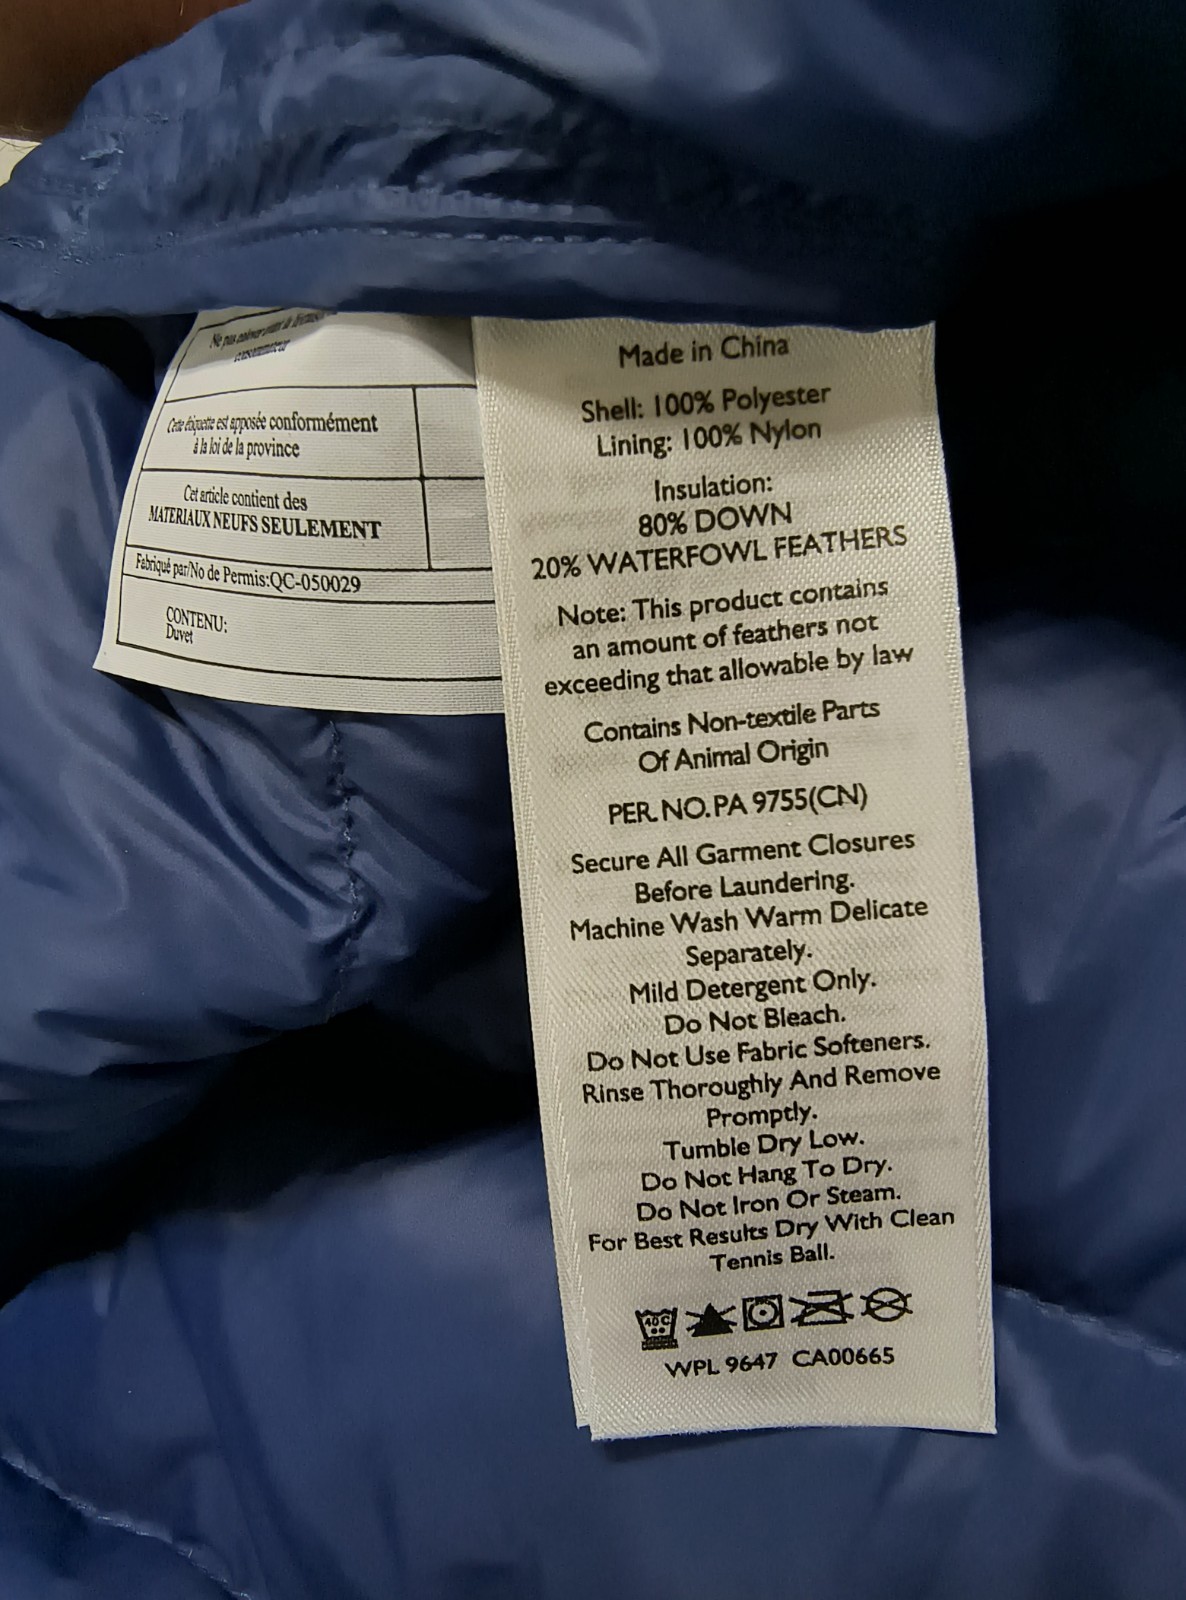 Ne pas enlever avant de
consommateur
Cette étiquette est apposée conformément
à la loi de la province
Cet article contient des
MATERIAUX NEUFS SEULEMENT
Fabriqué par/No de Permis:QC-050029
CONTENU:
Duvet
Made in China
Shell: 100% Polyester
Lining: 100% Nylon
Insulation:
80% DOWN
20% WATERFOWL FEATHERS
Note: This product contains
an amount of feathers not
exceeding that allowable by law
Contains Non-textile Parts
Of Animal Origin
PER.NO.PA 9755(CN)
Secure All Garment Closures
Before Laundering.
Machine Wash Warm Delicate
Separately.
Mild Detergent Only.
Do Not Bleach.
Do Not Use Fabric Softeners.
Rinse Thoroughly And Remove
Promptly.
Tumble Dry Low.
Do Not Hang To Dry.
Do Not Iron Or Steam.
For Best Results Dry With Clean
Tennis Ball.
40C
WPL 9647 CA00665